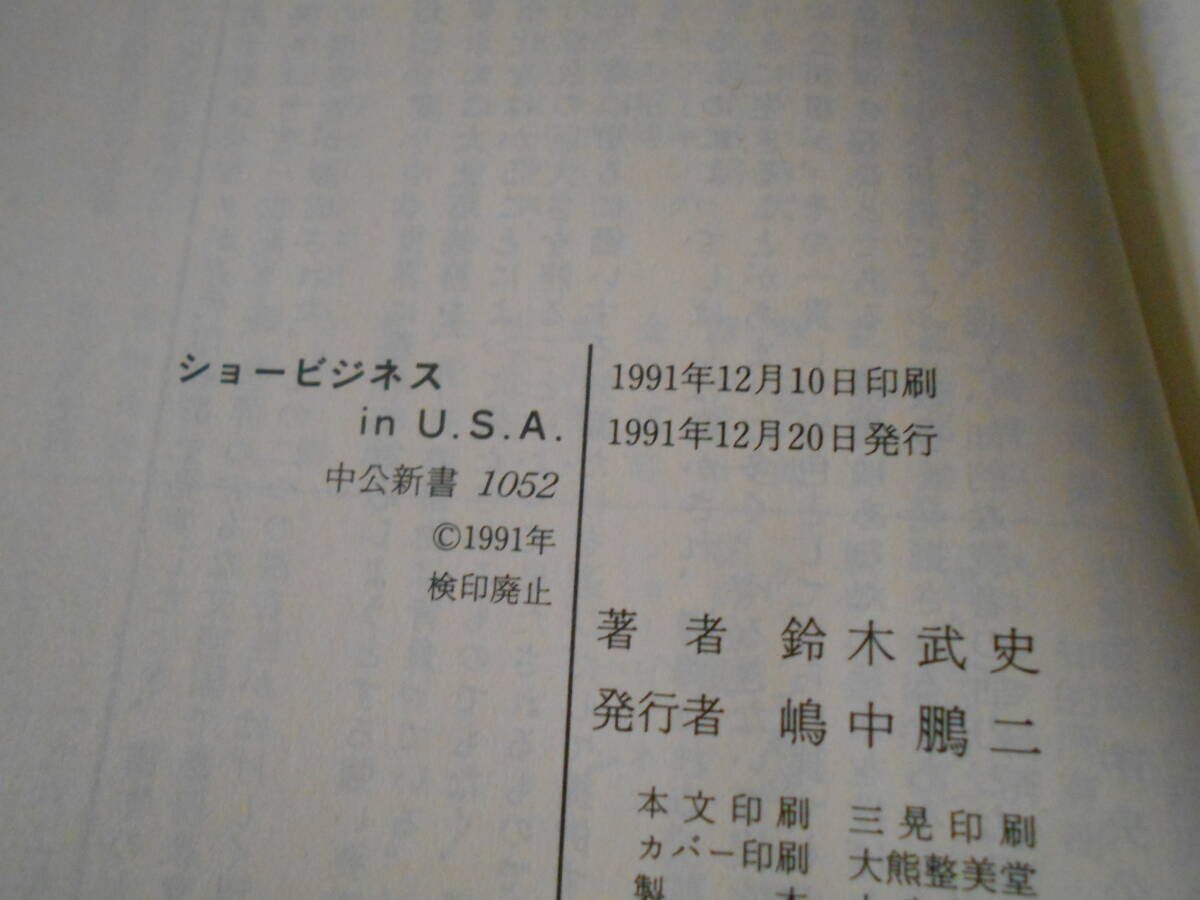 ショービジネス
in U.S.A.
中公新書 1052
©1991年
検印廃止
1991年12月10日印刷
1991年12月20日発行
著者 鈴木武史
発行者 嶋中鵬二
本文印刷 三晃印刷
カバー印刷 大熊整美堂
製本